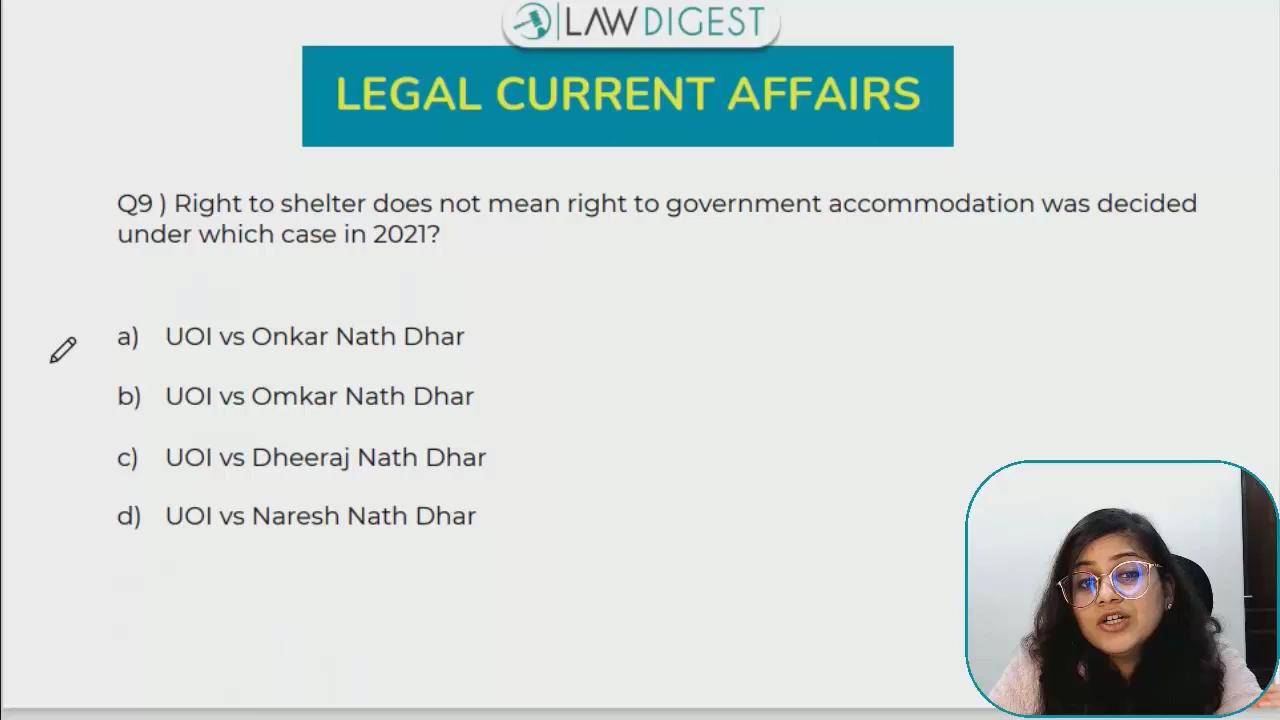 LAW DIGEST
LEGAL CURRENT AFFAIRS
Q9 ) Right to shelter does not mean right to government accommodation was decided
under which case in 2021?
a) UOI vs Onkar Nath Dhar
b) UOI vs Omkar Nath Dhar
c) UOI vs Dheeraj Nath Dhar
d) UOI vs Naresh Nath Dhar